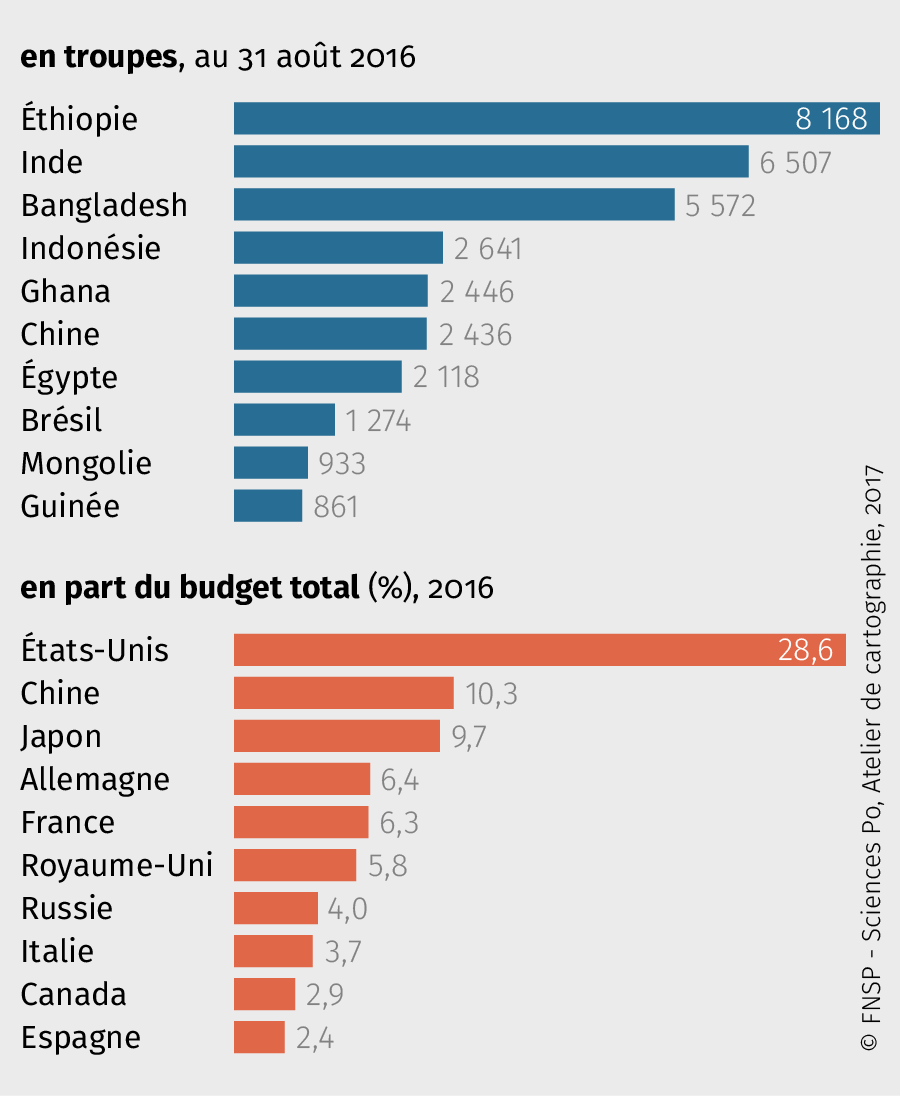 en troupes, au 31 août 2016
Éthiopie 8 168
Inde 6 507
Bangladesh 5 572
Indonésie 2 641
Ghana 2 446
Chine 2 436
Égypte 2 118
Brésil 1 274
Mongolie 933
Guinée 861
en part du budget total (%), 2016
États-Unis 28,6
Chine 10,3
Japon 9,7
Allemagne 6,4
France 6,3
Royaume-Uni 5,8
Russie 4,0
Italie 3,7
Canada 2,9
Espagne 2,4
© FNSP - Sciences Po, Atelier de cartographie, 2017